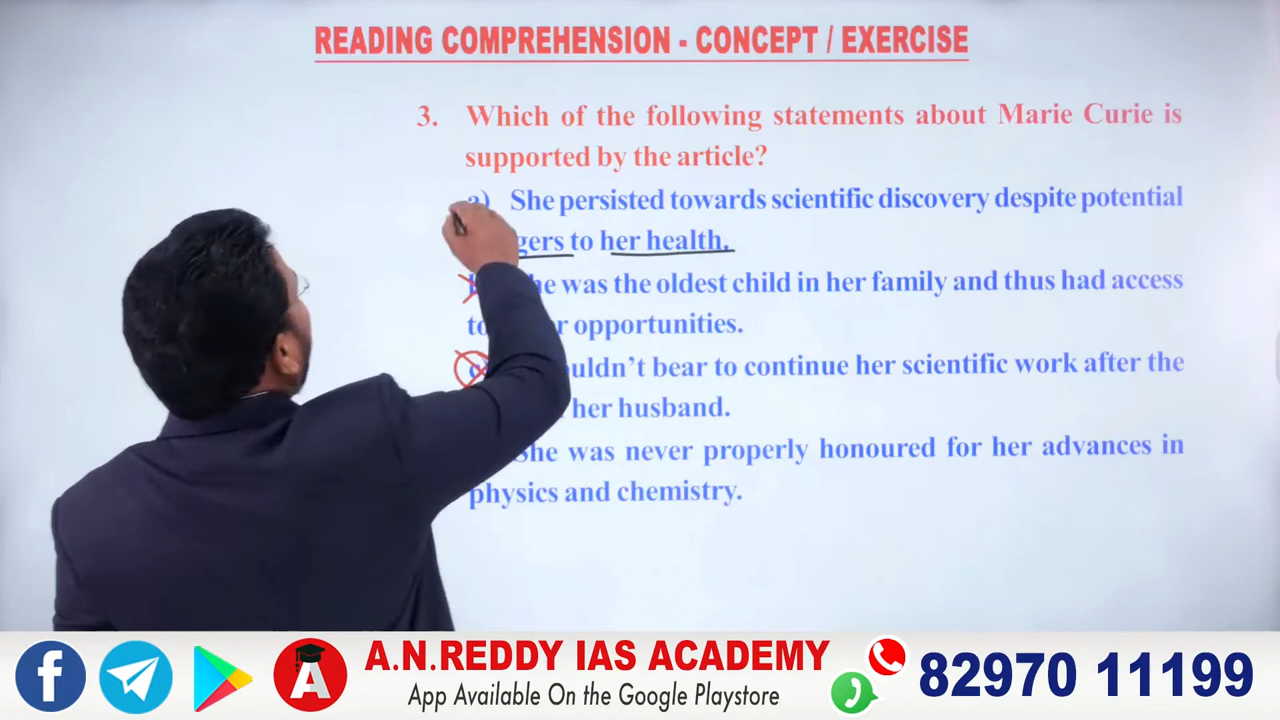 READING COMPREHENSION - CONCEPT / EXERCISE
3. Which of the following statements about Marie Curie is
supported by the article?
a) She persisted towards scientific discovery despite potential
to her health.
was the oldest child in her family and thus had access
opportunities.
bear to continue her scientific work after the
her husband.
She was never properly honoured for her advances in
physics and chemistry.
A.N.REDDY IAS ACADEMY
App Available On the Google Playstore
82970 11199